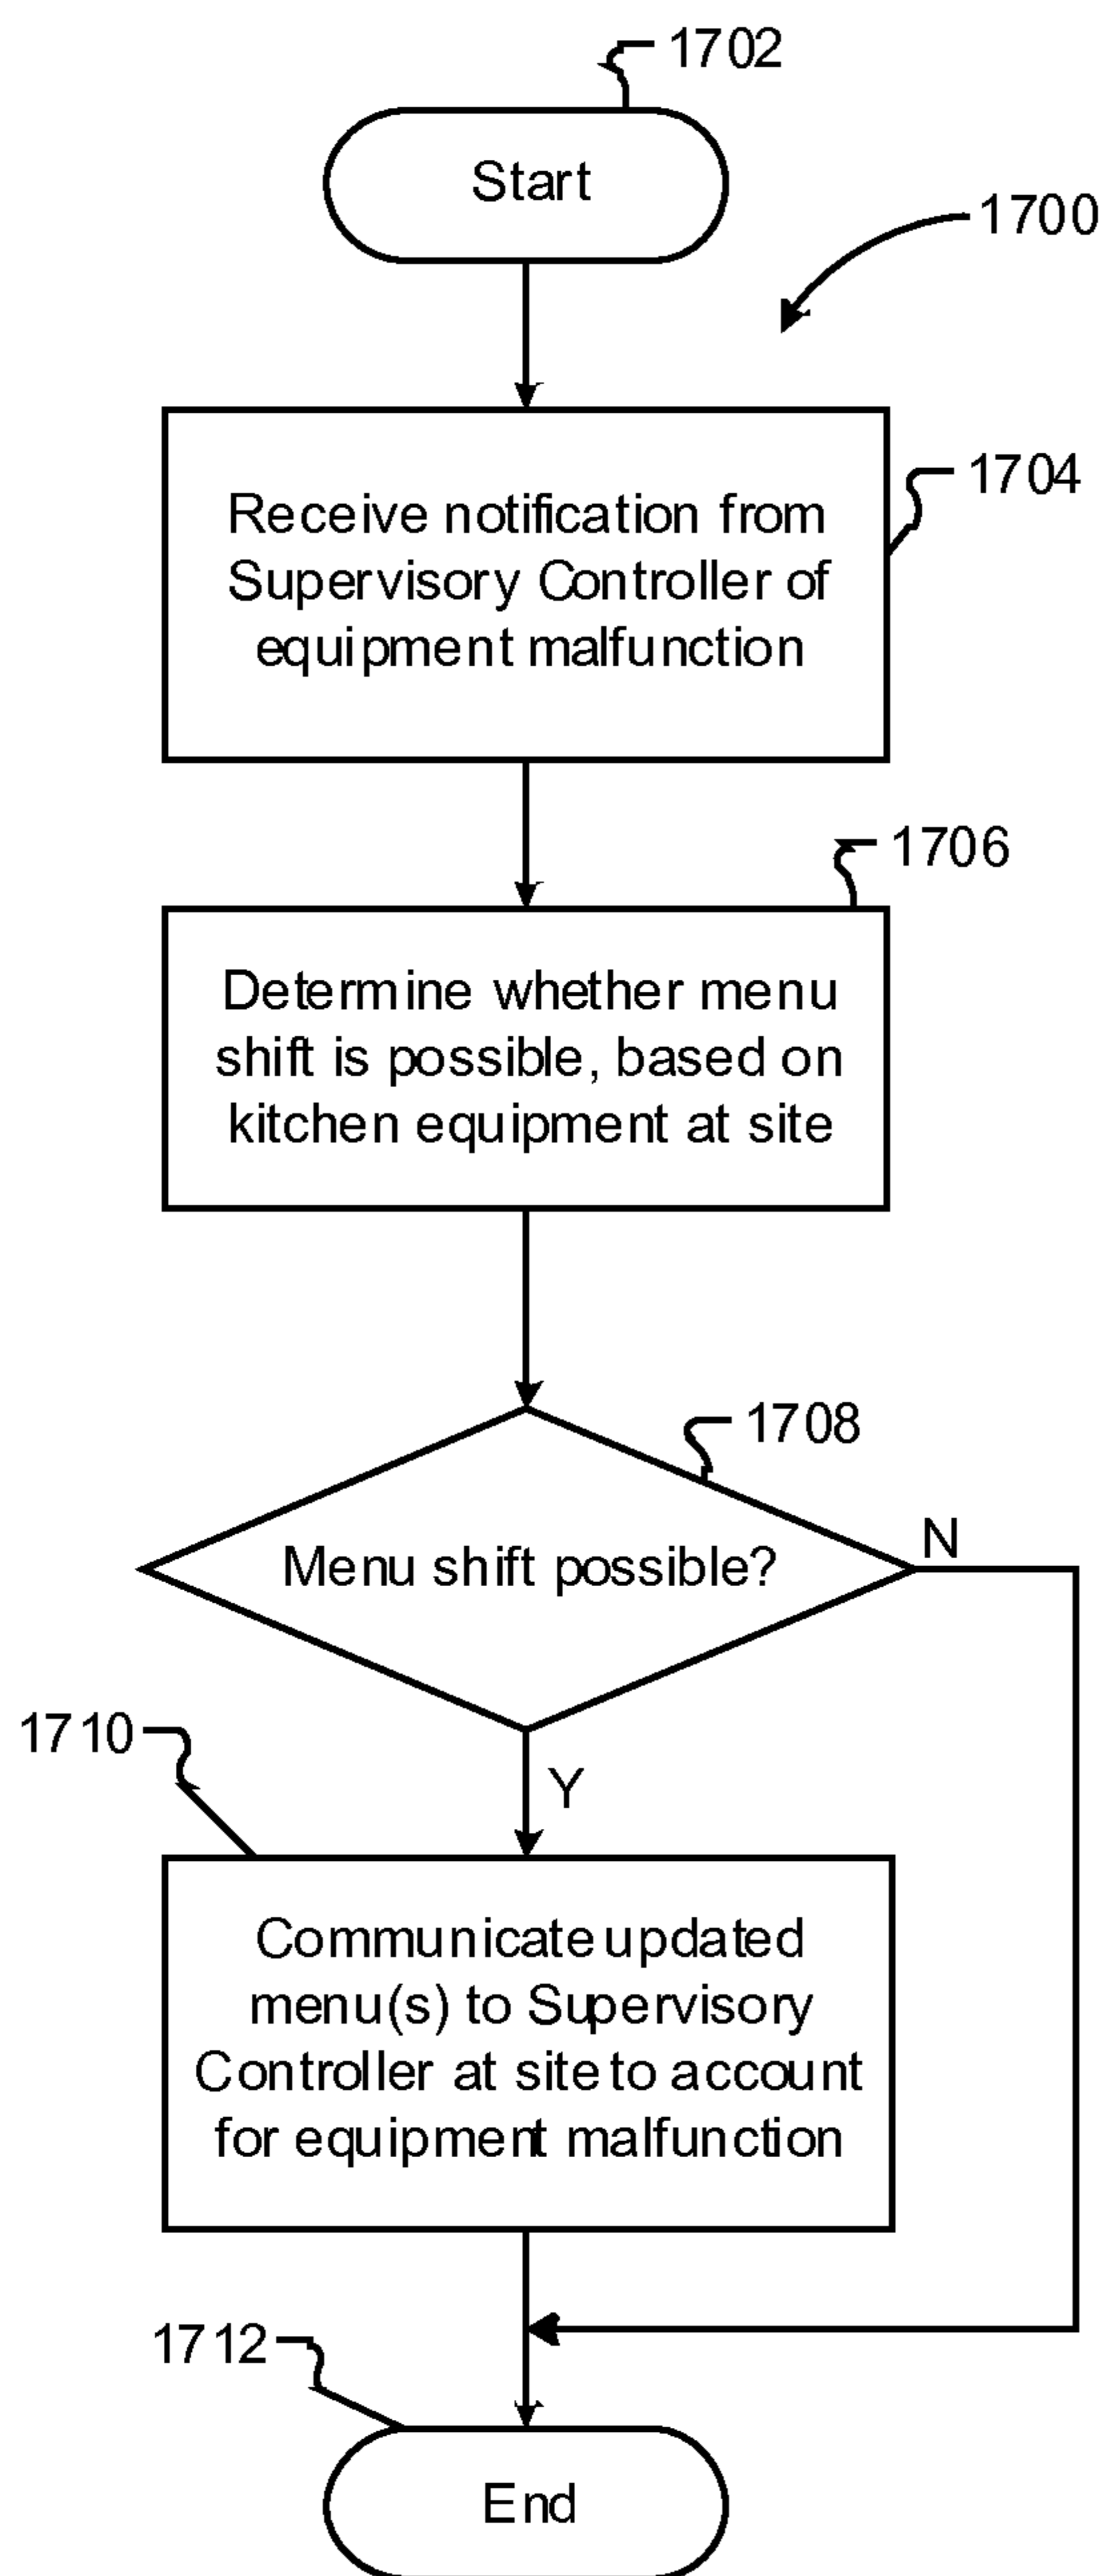 1702
Start
1700
1704
Receive notification from
Supervisory Controller of
equipment malfunction
1706
Determine whether menu
shift is possible, based on
kitchen equipment at site
1708
N
Menu shift possible?
1710
Y
Communicate updated
menu(s) to Supervisory
Controller at site to account
for equipment malfunction
1712
End